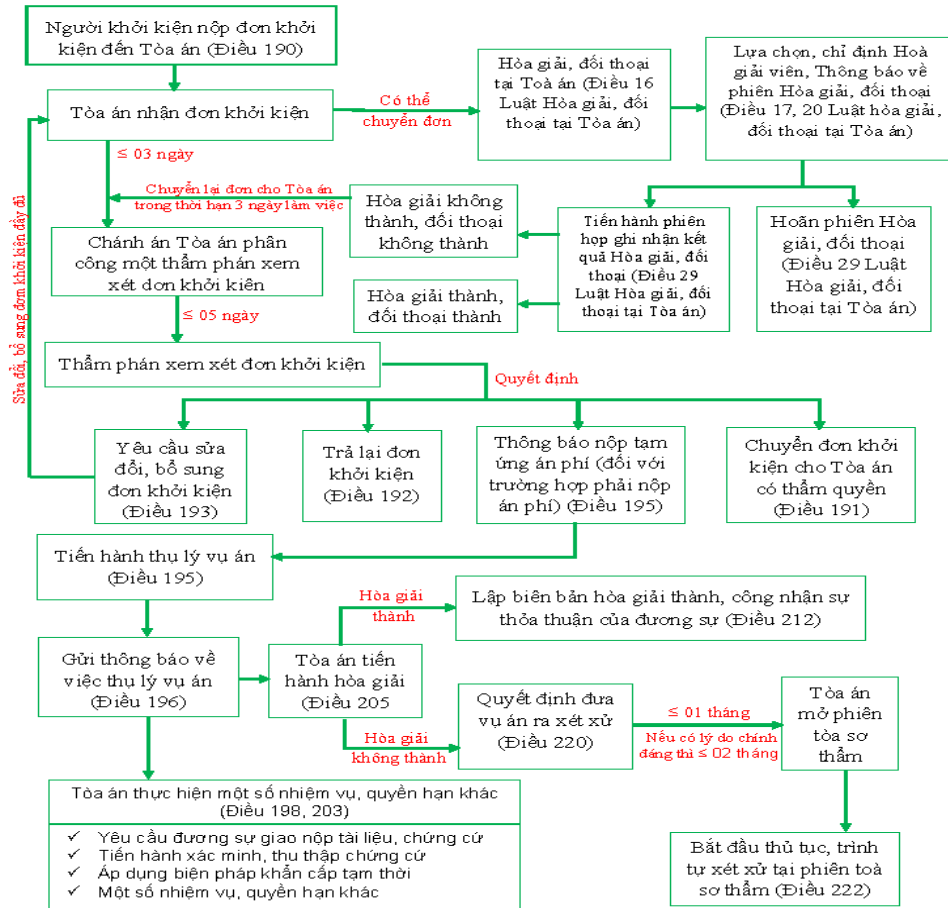 Người khởi kiện nộp đơn khởi
kiện đến Tòa án (Điều 190)
Hòa giải, đối thoại
tại Toà án (Điều 16
Luật Hòa giải, đối
thoại tại Tòa án)
Lựa chọn, chỉ định Hoà
giải viên, Thông báo về
phiên Hòa giải, đối thoại
(Điều 17, 20 Luật hòa giải,
đối thoại tại Tòa án)
Tòa án nhận đơn khởi kiện
Có thể
chuyển đơn
≤ 03 ngày
Chuyển lại đơn cho Tòa án
trong thời hạn 3 ngày làm việc
Hòa giải không
thành, đối thoại
không thành
Tiến hành phiên
họp ghi nhận kết
quả Hòa giải, đối
thoại (Điều 29
Luật Hòa giải, đối
thoại tại Tòa án)
Hoãn phiên Hòa
giải, đối thoại
(Điều 29 Luật
Hòa giải, đối
thoại tại Tòa án)
Chánh án Tòa án phân
công một thẩm phán xem
xét dơn khởi kiên
Hòa giải thành,
đối thoại thành
≤ 05 ngày
Sửa đổi, bổ sung đơn khởi kiện đầy đủ
Thẩm phán xem xét đơn khởi kiện
Quyết định
Yêu cầu sửa
đổi, bổ sung
đơn khởi kiện
(Điều 193)
Trả lại đơn
khởi kiện
(Điều 192)
Thông báo nộp tạm
ứng án phí (đối với
trường hợp phải nộp
án phí) (Điều 195)
Chuyển đơn khởi
kiện cho Tòa án
có thẩm quyền
(Điều 191)
Tiến hành thụ lý vụ án
(Điều 195)
Hòa giải
thành
Lập biên bản hòa giải thành, công nhận sự
thỏa thuận của đương sự (Điều 212)
Gửi thông báo về
việc thụ lý vụ án
(Điều 196)
Tòa án tiến
hành hòa giải
(Điều 205
Hòa giải
không thành
Quyết định đưa
vụ án ra xét xử
(Điều 220)
≤ 01 tháng
Nếu có lý do chính
đáng thì ≤ 02 tháng
Tòa án
mở phiên
tòa sơ
thẩm
Tòa án thực hiện một số nhiệm vụ, quyền hạn khác
(Điều 198, 203)
✓ Yêu cầu đương sự giao nộp tài liệu, chứng cứ
✓ Tiến hành xác minh, thu thập chứng cứ
✓ Áp dụng biện pháp khẩn cấp tạm thời
✓ Một số nhiệm vụ, quyền hạn khác
Bắt đầu thủ tục, trình
tự xét xử tại phiên toà
sơ thẩm (Điều 222)